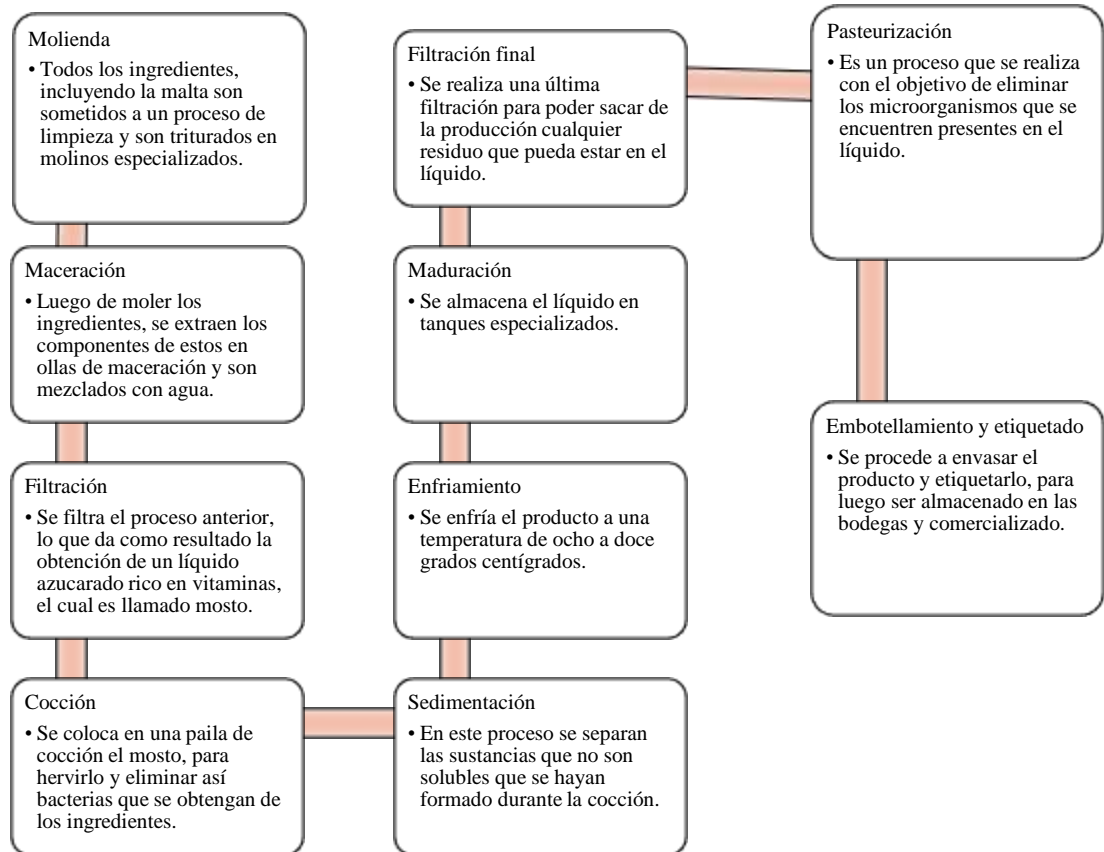 Molienda
• Todos los ingredientes,
incluyendo la malta son
sometidos a un proceso de
limpieza y son triturados en
molinos especializados.
Maceración
• Luego de moler los
ingredientes, se extraen los
componentes de estos en
ollas de maceración y son
mezclados con agua.
Filtración
• Se filtra el proceso anterior,
lo que da como resultado la
obtención de un líquido
azucarado rico en vitaminas,
el cual es llamado mosto.
Cocción
• Se coloca en una paila de
cocción el mosto, para
hervirlo y eliminar así
bacterias que se obtengan de
los ingredientes.
Sedimentación
• En este proceso se separan
las sustancias que no son
solubles que se hayan
formado durante la cocción.
Enfriamiento
• Se enfría el producto a una
temperatura de ocho a doce
grados centígrados.
Maduración
• Se almacena el líquido en
tanques especializados.
Filtración final
• Se realiza una última
filtración para poder sacar de
la producción cualquier
residuo que pueda estar en el
líquido.
Pasteurización
• Es un proceso que se realiza
con el objetivo de eliminar
los microorganismos que se
encuentren presentes en el
líquido.
Embotellamiento y etiquetado
• Se procede a envasar el
producto y etiquetarlo, para
luego ser almacenado en las
bodegas y comercializado.